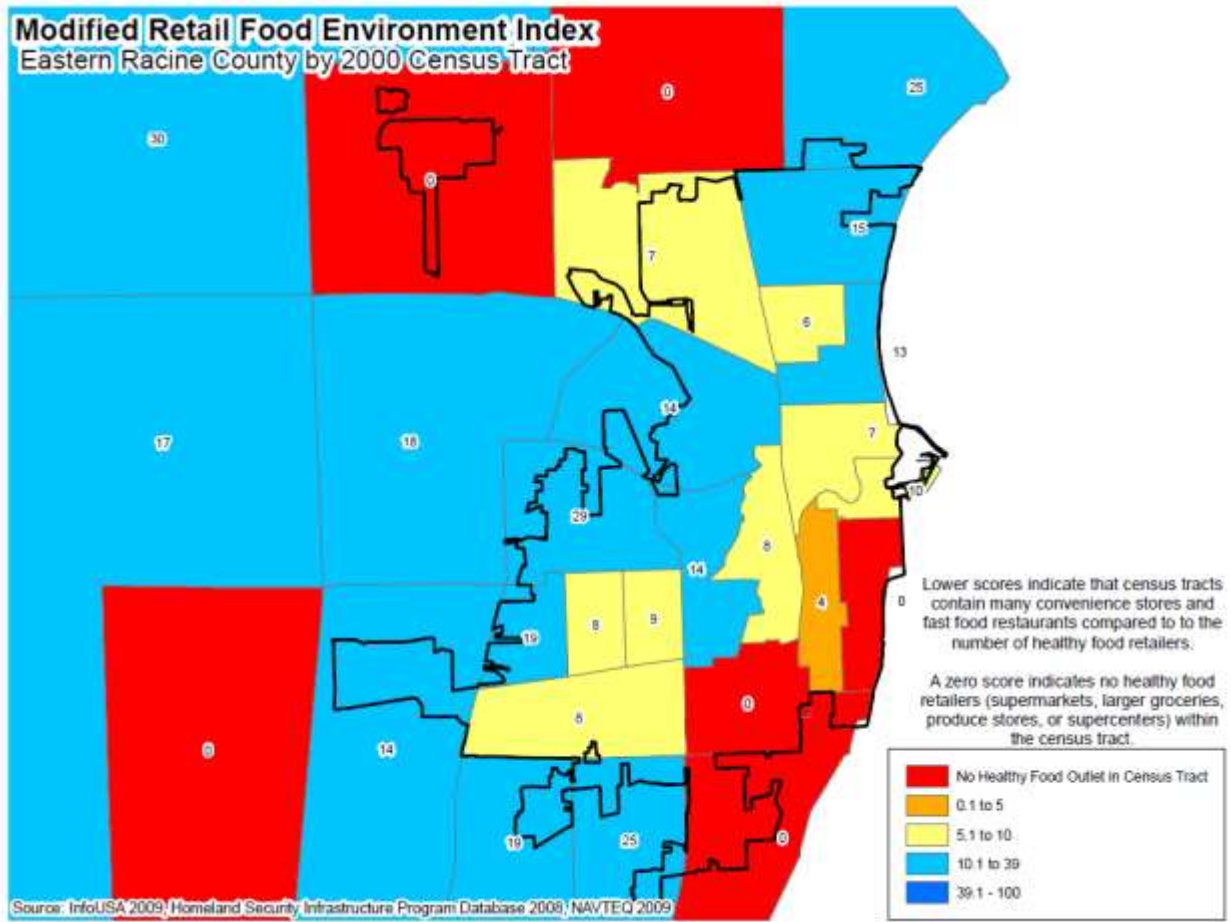 Modified Retail Food Environment Index
Eastern Racine County by 2000 Census Tract
0
25
30
0
15
7
6
13
14
7
17
18
10
29
8
14
Lower scores indicate that census tracts
contain many convenience stores and
fast food restaurants compared to to the
number of healthy food retailers.
4
0
8
9
19
A zero score indicates no healthy food
retailers (supermarkets, larger groceries,
produce stores, or supercenters) within
the census tract.
0
8
0
14
No Healthy Food Outlet in Census Tract
0.1 to 5
5.1 to 10
10.1 to 39
39.1 - 100
19
25
0
Source: InfoUSA 2009, Homeland Security Infrastructure Program Database 2008, NAVTEQ 2009